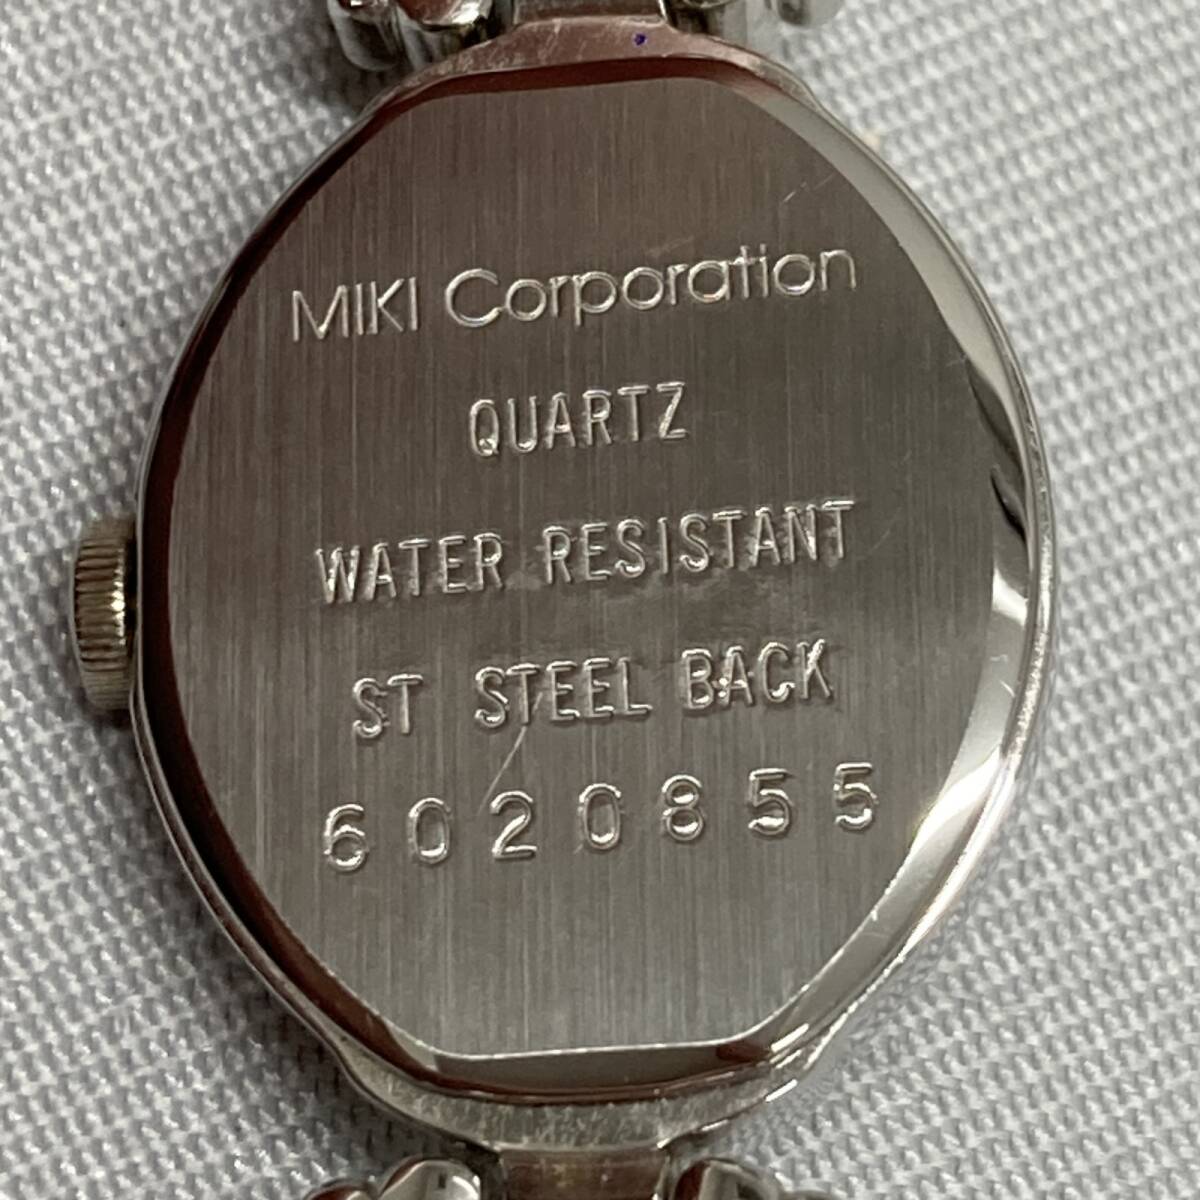 MIKI Corporation
QUARTZ
WATER RESISTANT
ST STEEL BACK
6020855